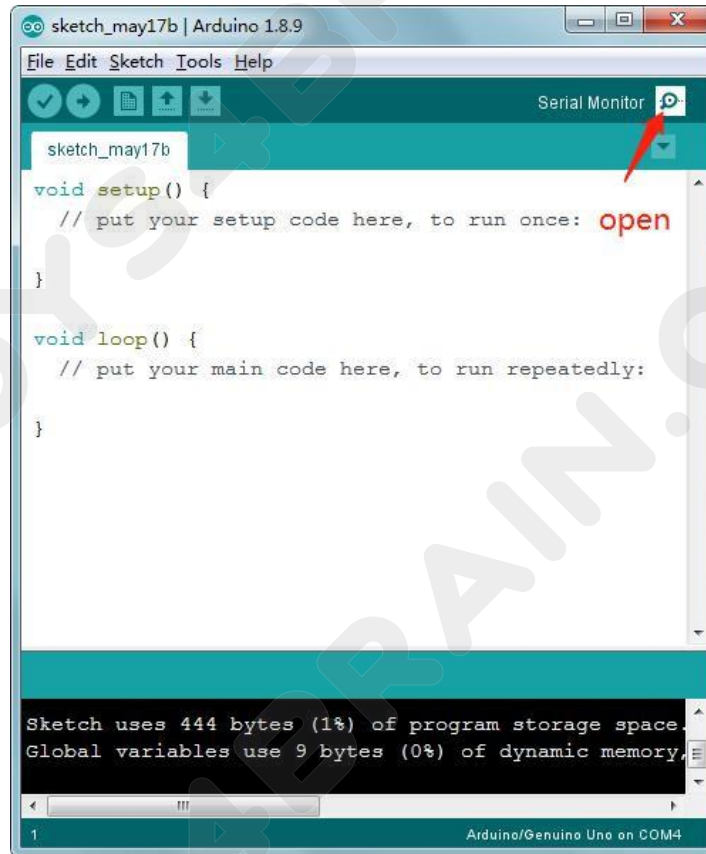 sketch_may17b | Arduino 1.8.9
File Edit Sketch Tools Help
Serial Monitor
sketch_may17b
void setup() {
// put your setup code here, to run once:
open
}
void loop() {
// put your main code here, to run repeatedly:
}
Sketch uses 444 bytes (1%) of program storage space.
Global variables use 9 bytes (0%) of dynamic memory,
1
Arduino/Genuino Uno on COM4